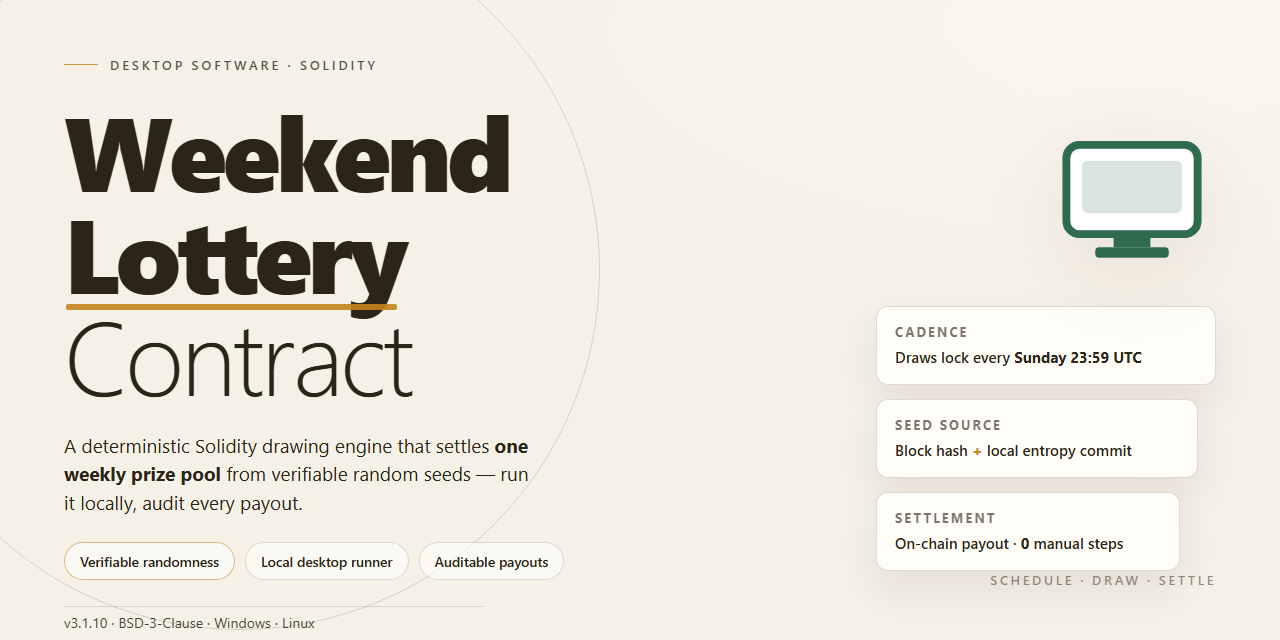 DESKTOP SOFTWARE · SOLIDITY
Weekend
Lottery
Contract
A deterministic Solidity drawing engine that settles one
weekly prize pool from verifiable random seeds — run
it locally, audit every payout.
Verifiable randomness
Local desktop runner
Auditable payouts
v3.1.10 · BSD-3-Clause · Windows · Linux
CADENCE
Draws lock every Sunday 23:59 UTC
SEED SOURCE
Block hash + local entropy commit
SETTLEMENT
On-chain payout · 0 manual steps
SCHEDULE · DRAW · SETTLE